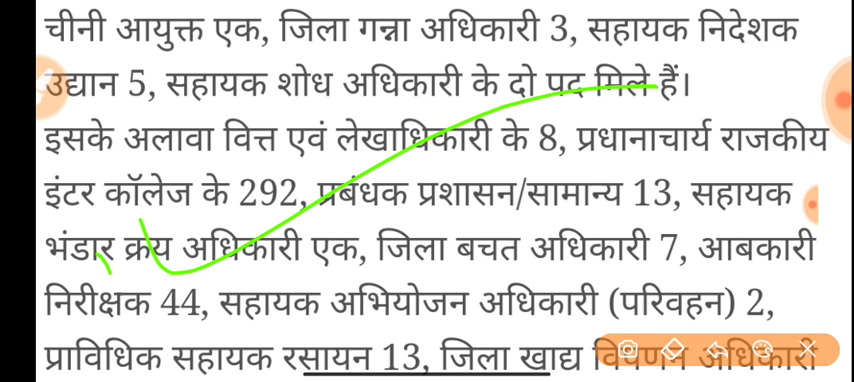 चीनी आयुक्त एक, जिला गन्ना अधिकारी 3, सहायक निदेशक
उद्यान 5, सहायक शोध अधिकारी के दो पद मिले हैं।
इसके अलावा वित्त एवं लेखाधिकारी के 8, प्रधानाचार्य राजकीय
इंटर कॉलेज के 292, प्रबंधक प्रशासन/सामान्य 13, सहायक
भंडार क्रय अधिकारी एक, जिला बचत अधिकारी 7, आबकारी
निरीक्षक 44, सहायक अभियोजन अधिकारी (परिवहन) 2,
प्राविधिक सहायक रसायन 13, जिला खाद्य विपणन अधिकारी